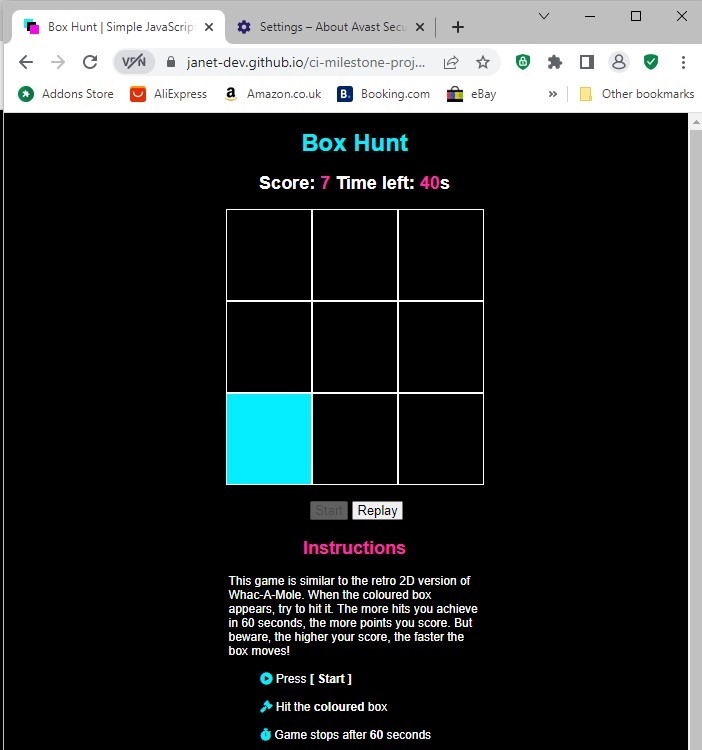 Box Hunt | Simple JavaScrip
Settings – About Avast Secu
VPN
janet-dev.github.io/ci-milestone-proj...
Addons Store
AliExpress
a
Amazon.co.uk
B.
Booking.com
eBay
»
Other bookmarks
Box Hunt
Score: 7 Time left: 40s
Start Replay
Instructions
This game is similar to the retro 2D version of
Whac-A-Mole. When the coloured box
appears, try to hit it. The more hits you achieve
in 60 seconds, the more points you score. But
beware, the higher your score, the faster the
box moves!
Press [ Start ]
Hit the coloured box
Game stops after 60 seconds